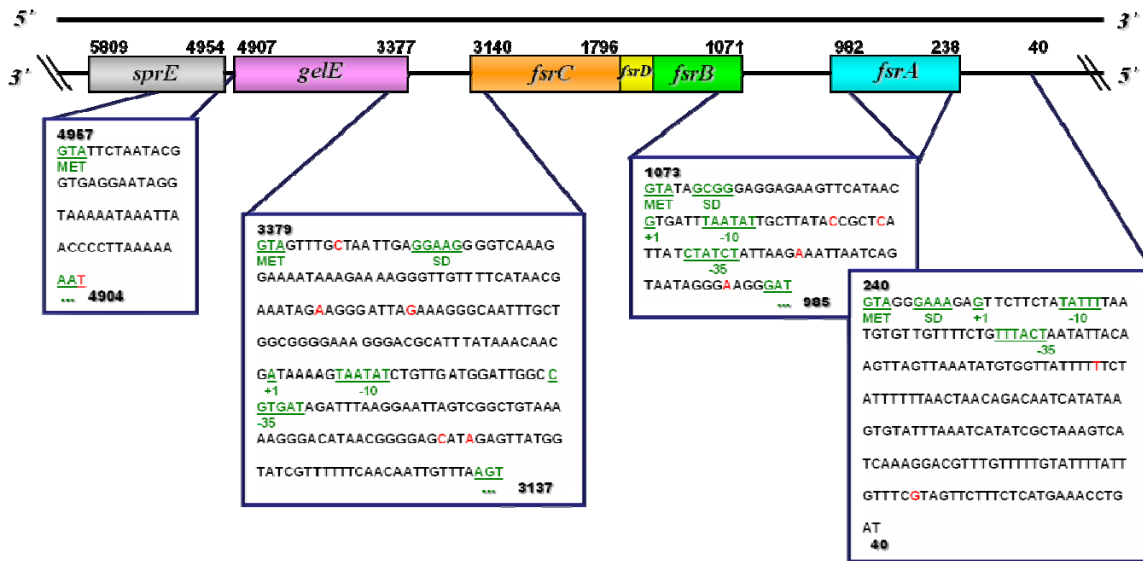 5' 3'
5809 4954 4907 3377 3140 1796 1071 982 238 40
3' sprE gelE fsrC fsrD fsrB fsrA 5'
4957
GTATTCTAATACG
MET
GTGAGGAATAGG
TAAAAATAAATTA
ACCCCTTAAAAA
AAT
... 4904
3379
GTAGTTTGCTAATTGAGGAAGGGGTCAAAG
MET SD
GAAAATAAAGAAAAGGGTTGTTTTTCATAACG
AAATAGAAGGGATTAGAAAGGGCAATTTGCT
GGCGGGGAAAGGGACGCATTTATAAACAAC
GATAAAAGTAATATCTGTTGATGGATTGGCC
+1 -10
GTGATAGATTTAAGGAATTAGTCGGCTGTAAA
-35
AAGGGACATAACGGGGAGCATAGAGTTATGG
TATCGTTTTTTCAACAATTGTTTAAGT
... 3137
1073
GTATAGCGGGAGGAGAAGTTCATAAC
MET SD
GTGATTTAATATTGCTTATACCGCTCA
+1 -10
TTATCTATCTATTAAGAAATTAATCAG
-35
TAATAGGGAAGGGAT
... 985
240
GTAGGGAAAGAGTTCTTCTATATTTTAA
MET SD +1 -10
TGTGTTGTTTTCTGTTTACTAATATTACA
-35
AGTTAGTTAAATATGTGGTTATTTTTTCT
ATTTTTTAACTAACAGACAATCATATAA
GTGTATTTAAATCATATCGCTAAAGTCA
TCAAAGGACGTTTGTTTTTGTATTTTATT
GTTTCGTAGTTCTTTCTCATGAAACCTG
AT
40